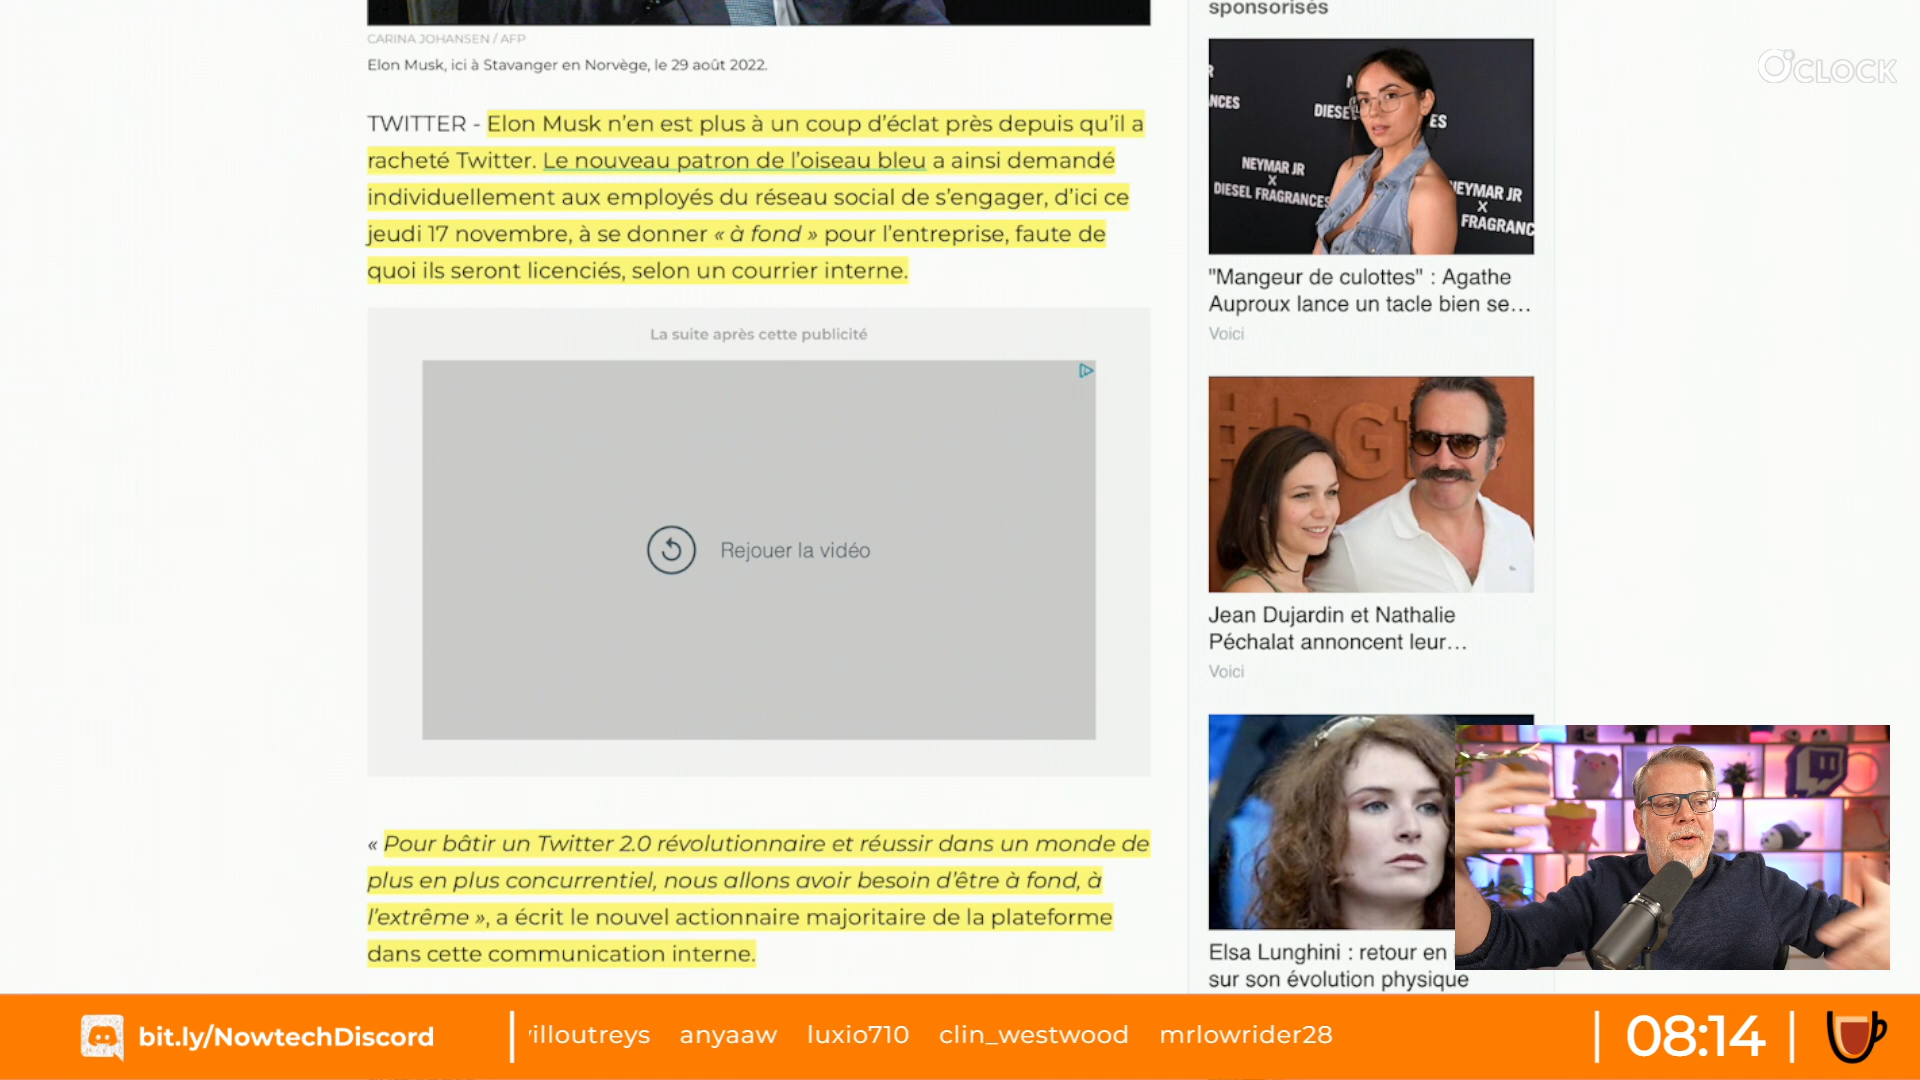 CARINA JOHANSEN / AFP
Elon Musk, ici à Stavanger en Norvège, le 29 août 2022.
TWITTER - Elon Musk n’en est plus à un coup d’éclat près depuis qu’il a
racheté Twitter. Le nouveau patron de l’oiseau bleu a ainsi demandé
individuellement aux employés du réseau social de s’engager, d’ici ce
jeudi 17 novembre, à se donner « à fond » pour l’entreprise, faute de
quoi ils seront licenciés, selon un courrier interne.
La suite après cette publicité
Rejouer la vidéo
« Pour bâtir un Twitter 2.0 révolutionnaire et réussir dans un monde de
plus en plus concurrentiel, nous allons avoir besoin d’être à fond, à
l’extrême », a écrit le nouvel actionnaire majoritaire de la plateforme
dans cette communication interne.
sponsorisés
NEYMAR JR
X
DIESEL FRAGRANCES
"Mangeur de culottes" : Agathe
Auproux lance un tacle bien se…
Voici
Jean Dujardin et Nathalie
Péchalat annoncent leur…
Voici
Elsa Lunghini : retour en
sur son évolution physique
O'CLOCK
bit.ly/NowtechDiscord
villoutreys anyaaw luxio710 clin_westwood mrlowrider28
08:14